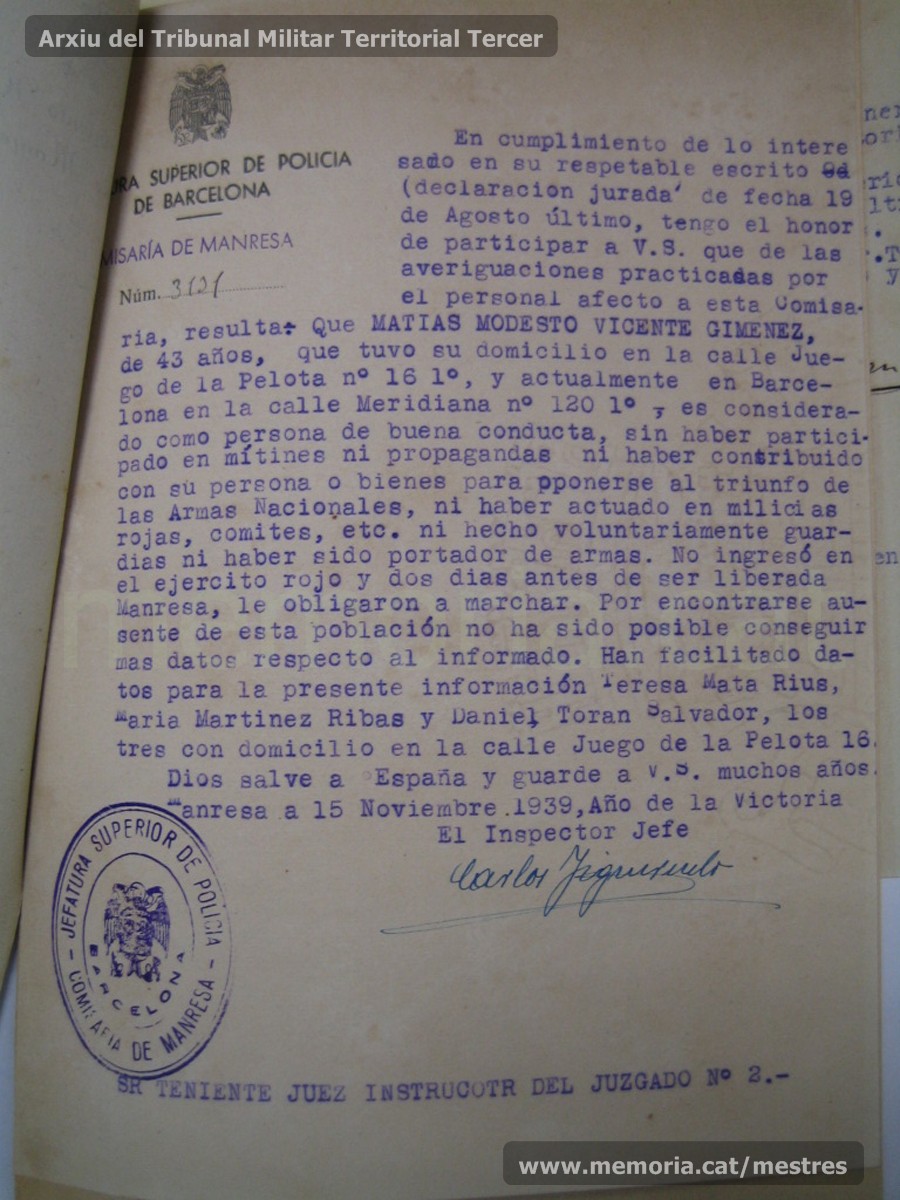 Arxiu del Tribunal Militar Territorial Tercer
URA SUPERIOR DE POLICIA
DE BARCELONA
MISARÍA DE MANRESA
Núm. 3131
En cumplimiento de lo intere
sado en su respetable escrito
(declaracion jurada' de fecha 19
de Agosto último, tengo el honor
de participar a V.S. que de las
averiguaciones practicadas por
el personal afecto a esta Comisa-
ria, resulta: Que MATIAS MODESTO VICENTE GIMENEZ,
de 43 años, que tuvo su domicilio en la calle Jue-
go de la Pelota nº 16 1º, y actualmente en Barce-
lona en la calle Meridiana nº 120 1º , es considera-
do como persona de buena conducta, sin haber partici-
pado en mítines ni propagandas ni haber contribuido
con su persona o bienes para pponerse al triunfo de
las Armas Nacionales, ni haber actuado en milicias
rojas, comites, etc. ni hecho voluntariamente guar-
dias ni haber sido portador de armas. No ingresó en
el ejercito rojo y dos dias antes de ser liberada
Manresa, le obligaron a marchar. Por encontrarse au-
sente de esta población no ha sido posible conseguir
mas datos respecto al informado. Han facilitado da-
tos para la presente información Teresa Mata Rius,
Maria Martinez Ribas y Daniel Toran Salvador, los
tres con domicilio en la calle Juego de la Pelota 16.
Dios salve a España y guarde a V.S. muchos años.
Manresa a 15 Noviembre 1939, Año de la Victoria
El Inspector Jefe
Carlos
JEFATURA SUPERIOR DE POLICIA
BARCELONA
- COMISARIA DE MANRESA -
SR TENIENTE JUEZ INSTRUCOTR DEL JUZGADO Nº 2.-
www.memoria.cat/mestres